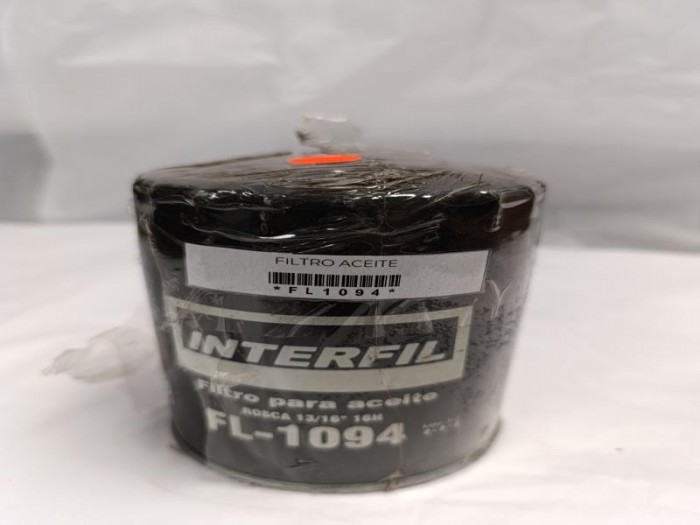 FILTRO ACEITE
*FL1094*
INTERFIL
Filtro para aceite
ROSCA 13/16" 16H
FL-1094